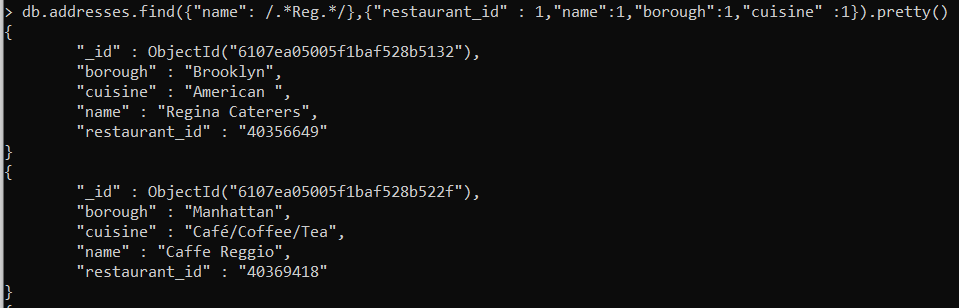 > db.addresses.find({"name": /.*Reg.*/},{"restaurant_id" : 1,"name":1,"borough":1,"cuisine" :1}).pretty()
{
        "_id" : ObjectId("6107ea05005f1baf528b5132"),
        "borough" : "Brooklyn",
        "cuisine" : "American ",
        "name" : "Regina Caterers",
        "restaurant_id" : "40356649"
}
{
        "_id" : ObjectId("6107ea05005f1baf528b522f"),
        "borough" : "Manhattan",
        "cuisine" : "Café/Coffee/Tea",
        "name" : "Caffe Reggio",
        "restaurant_id" : "40369418"
}